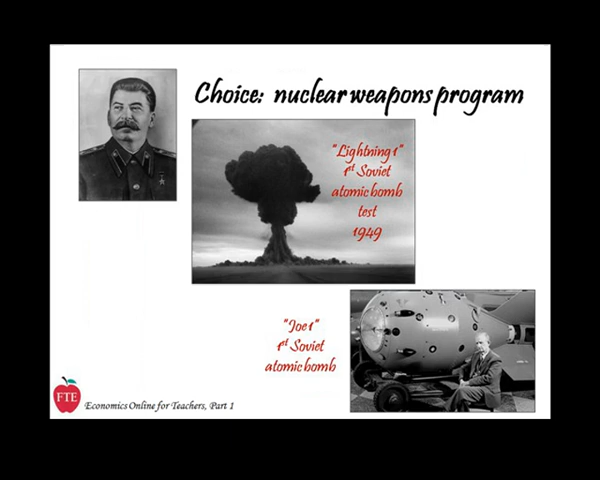 Choice: nuclear weapons program
"Lightning 1"
1st Soviet
atomic bomb
test
1949
"Joe 1"
1st Soviet
atomic bomb
FTE
Economics Online for Teachers, Part 1